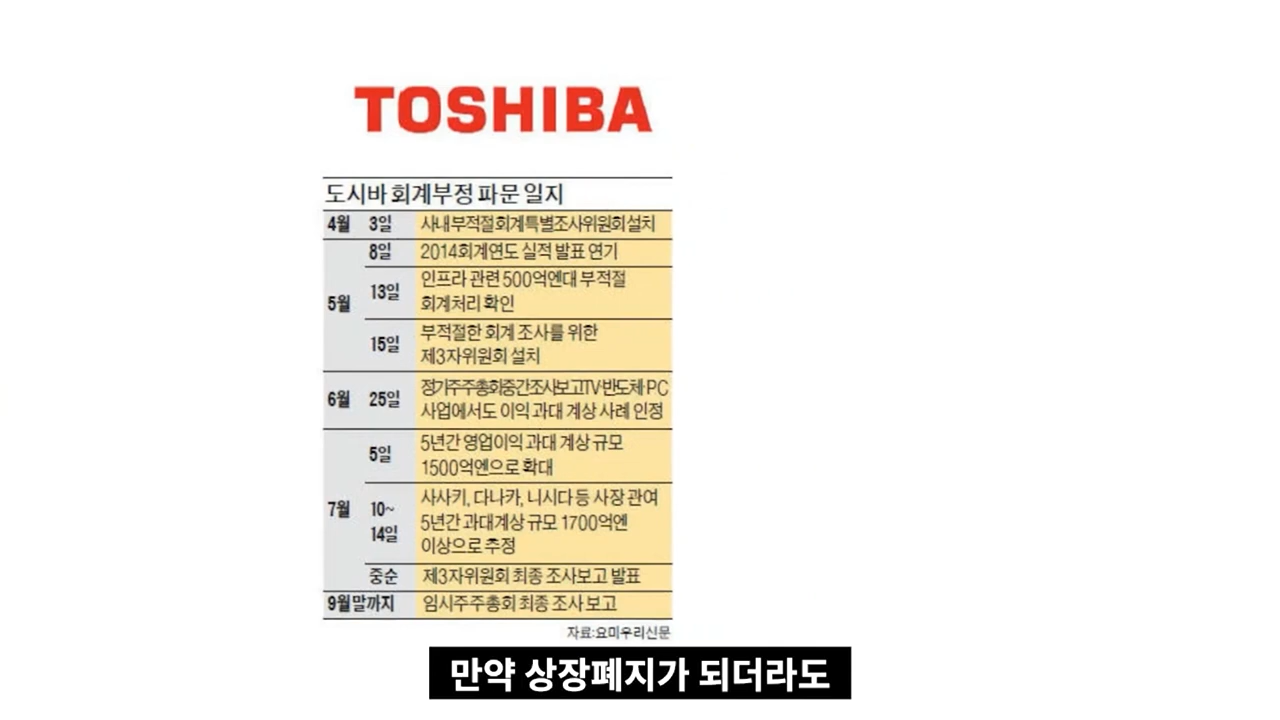 TOSHIBA
도시바 회계부정 파문 일지
4월 3일 사내 부적절 회계 특별조사위원회 설치
8일 2014회계연도 실적 발표 연기
5월 13일 인프라 관련 500억엔대 부적절
회계처리 확인
15일 부적절한 회계 조사를 위한
제3자위원회 설치
6월 25일 정기주주총회 중간조사보고 TV·반도체·PC
사업에서도 이익 과대 계상 사례 인정
5일 5년간 영업이익 과대 계상 규모
1500억엔으로 확대
7월 10~ 사사키, 다나카, 니시다 등 사장 관여
14일 5년간 과대계상 규모 1700억엔
이상으로 추정
중순 제3자위원회 최종 조사보고 발표
9월말까지 임시주주총회 최종 조사 보고
자료:요미우리신문
만약 상장폐지가 되더라도